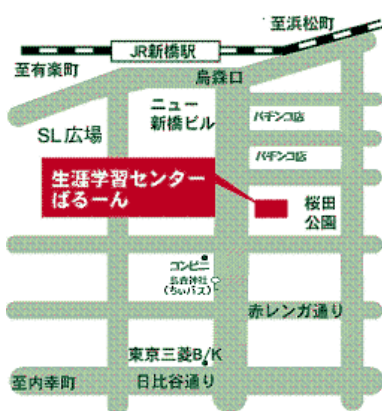 至浜松町
JR新橋駅
至有楽町
烏森口
ニュー
新橋ビル
パチンコ店
SL広場
パチンコ店
生涯学習センター
ばるーん
桜田
公園
コンビニ
烏森神社
(ちぃバス)
赤レンガ通り
東京三菱B/K
至内幸町
日比谷通り